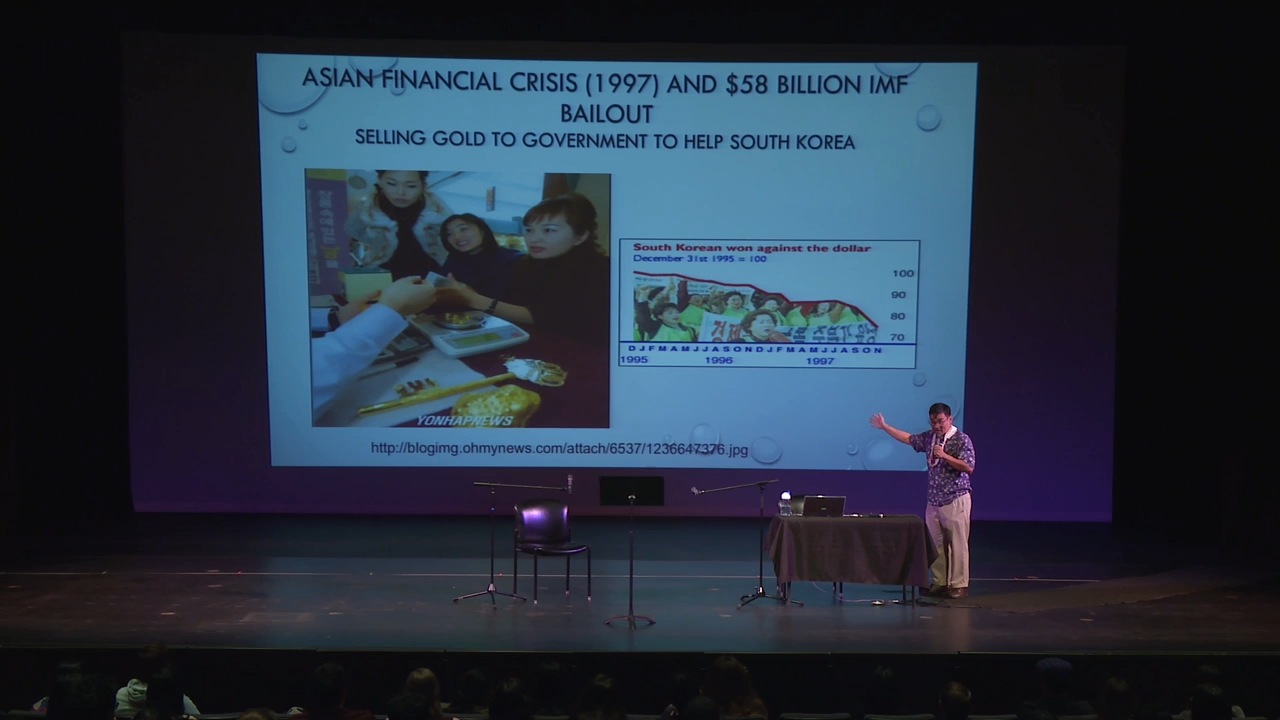 ASIAN FINANCIAL CRISIS (1997) AND $58 BILLION IMF
BAILOUT
SELLING GOLD TO GOVERNMENT TO HELP SOUTH KOREA
South Korean won against the dollar
December 31st 1995 = 100
100
90
80
70
D J F M A M J J A S O N D J F M A M J J A S O N
1995 1996 1997
YONHAPNEWS
http://blogimg.ohmynews.com/attach/6537/1236647376.jpg